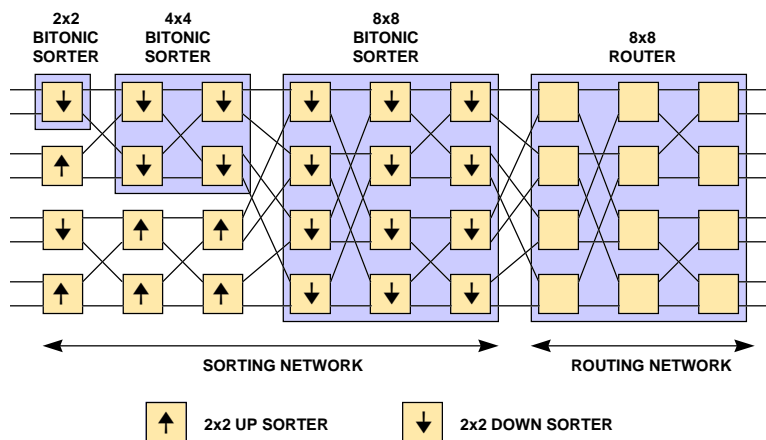 2x2
BITONIC
SORTER
4x4
BITONIC
SORTER
8x8
BITONIC
SORTER
8x8
ROUTER
SORTING NETWORK
ROUTING NETWORK
2x2 UP SORTER
2x2 DOWN SORTER